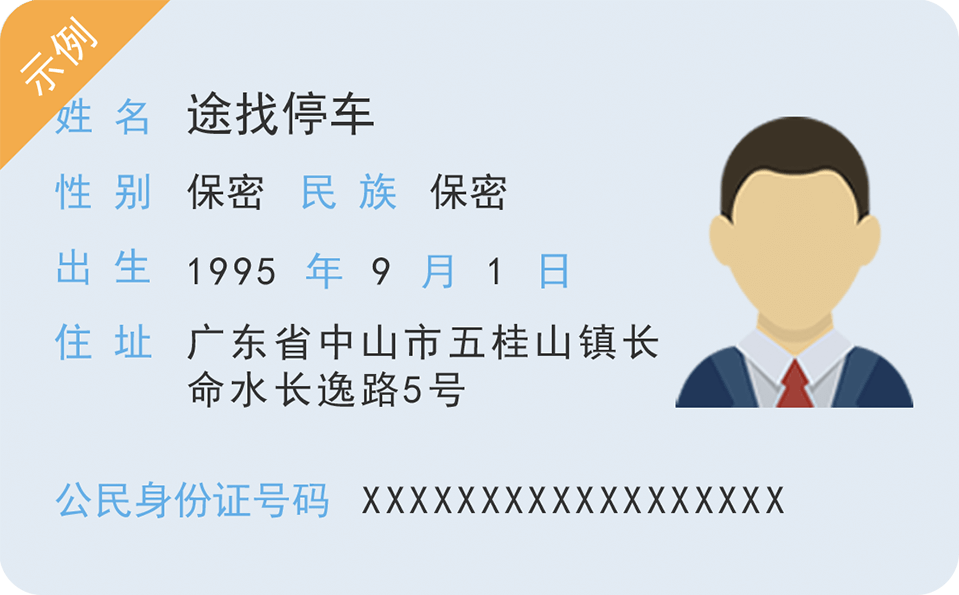 示例
姓名 途找停车
性别 保密 民族 保密
出生 1995 年 9 月 1 日
住址 广东省中山市五桂山镇长
命水长逸路5号
公民身份证号码 XXXXXXXXXXXXXXXXXX